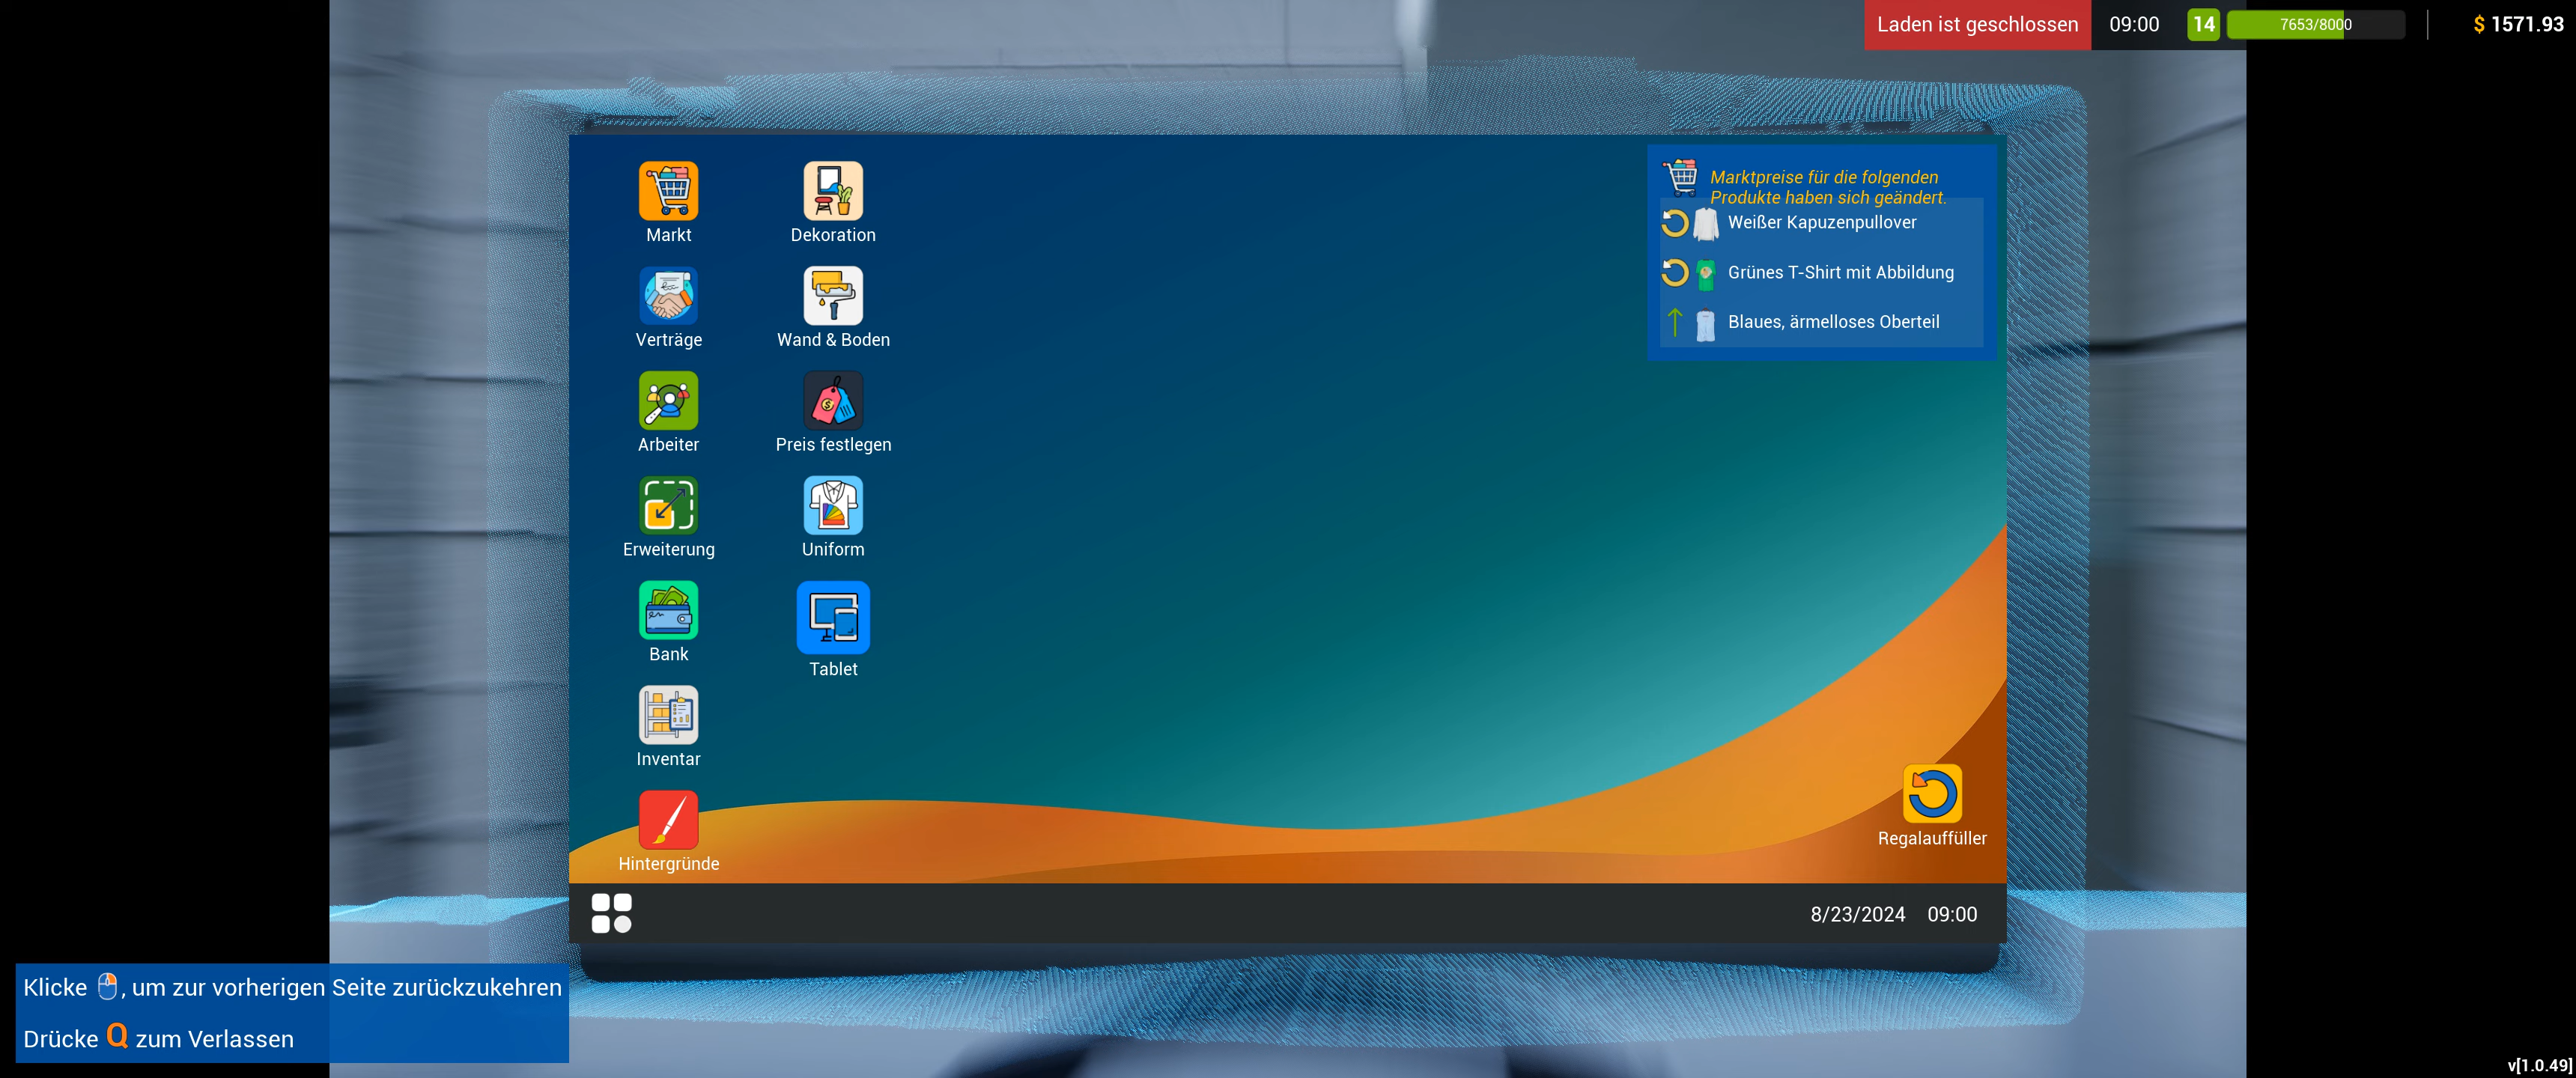 Laden ist geschlossen 09:00 14 7653/8000 $ 1571.93
Markt
Dekoration
Marktpreise für die folgenden
Produkte haben sich geändert.
Weißer Kapuzenpullover
Grünes T-Shirt mit Abbildung
Blaues, ärmelloses Oberteil
Verträge
Wand & Boden
Arbeiter
Preis festlegen
Erweiterung
Uniform
Bank
Tablet
Inventar
Hintergründe
Regalauffüller
8/23/2024 09:00
Klicke , um zur vorherigen Seite zurückzukehren
Drücke Q zum Verlassen
v[1.0.49]